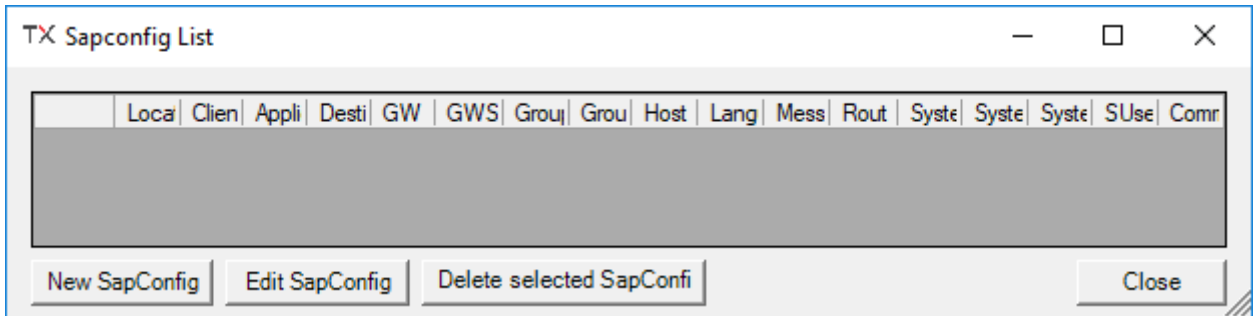 TX Sapconfig List
Loca Clien Appli Desti GW GWS Grou Grou Host Lang Mess Rout Syste Syste Syste SUse Comr
New SapConfig Edit SapConfig Delete selected SapConfi Close